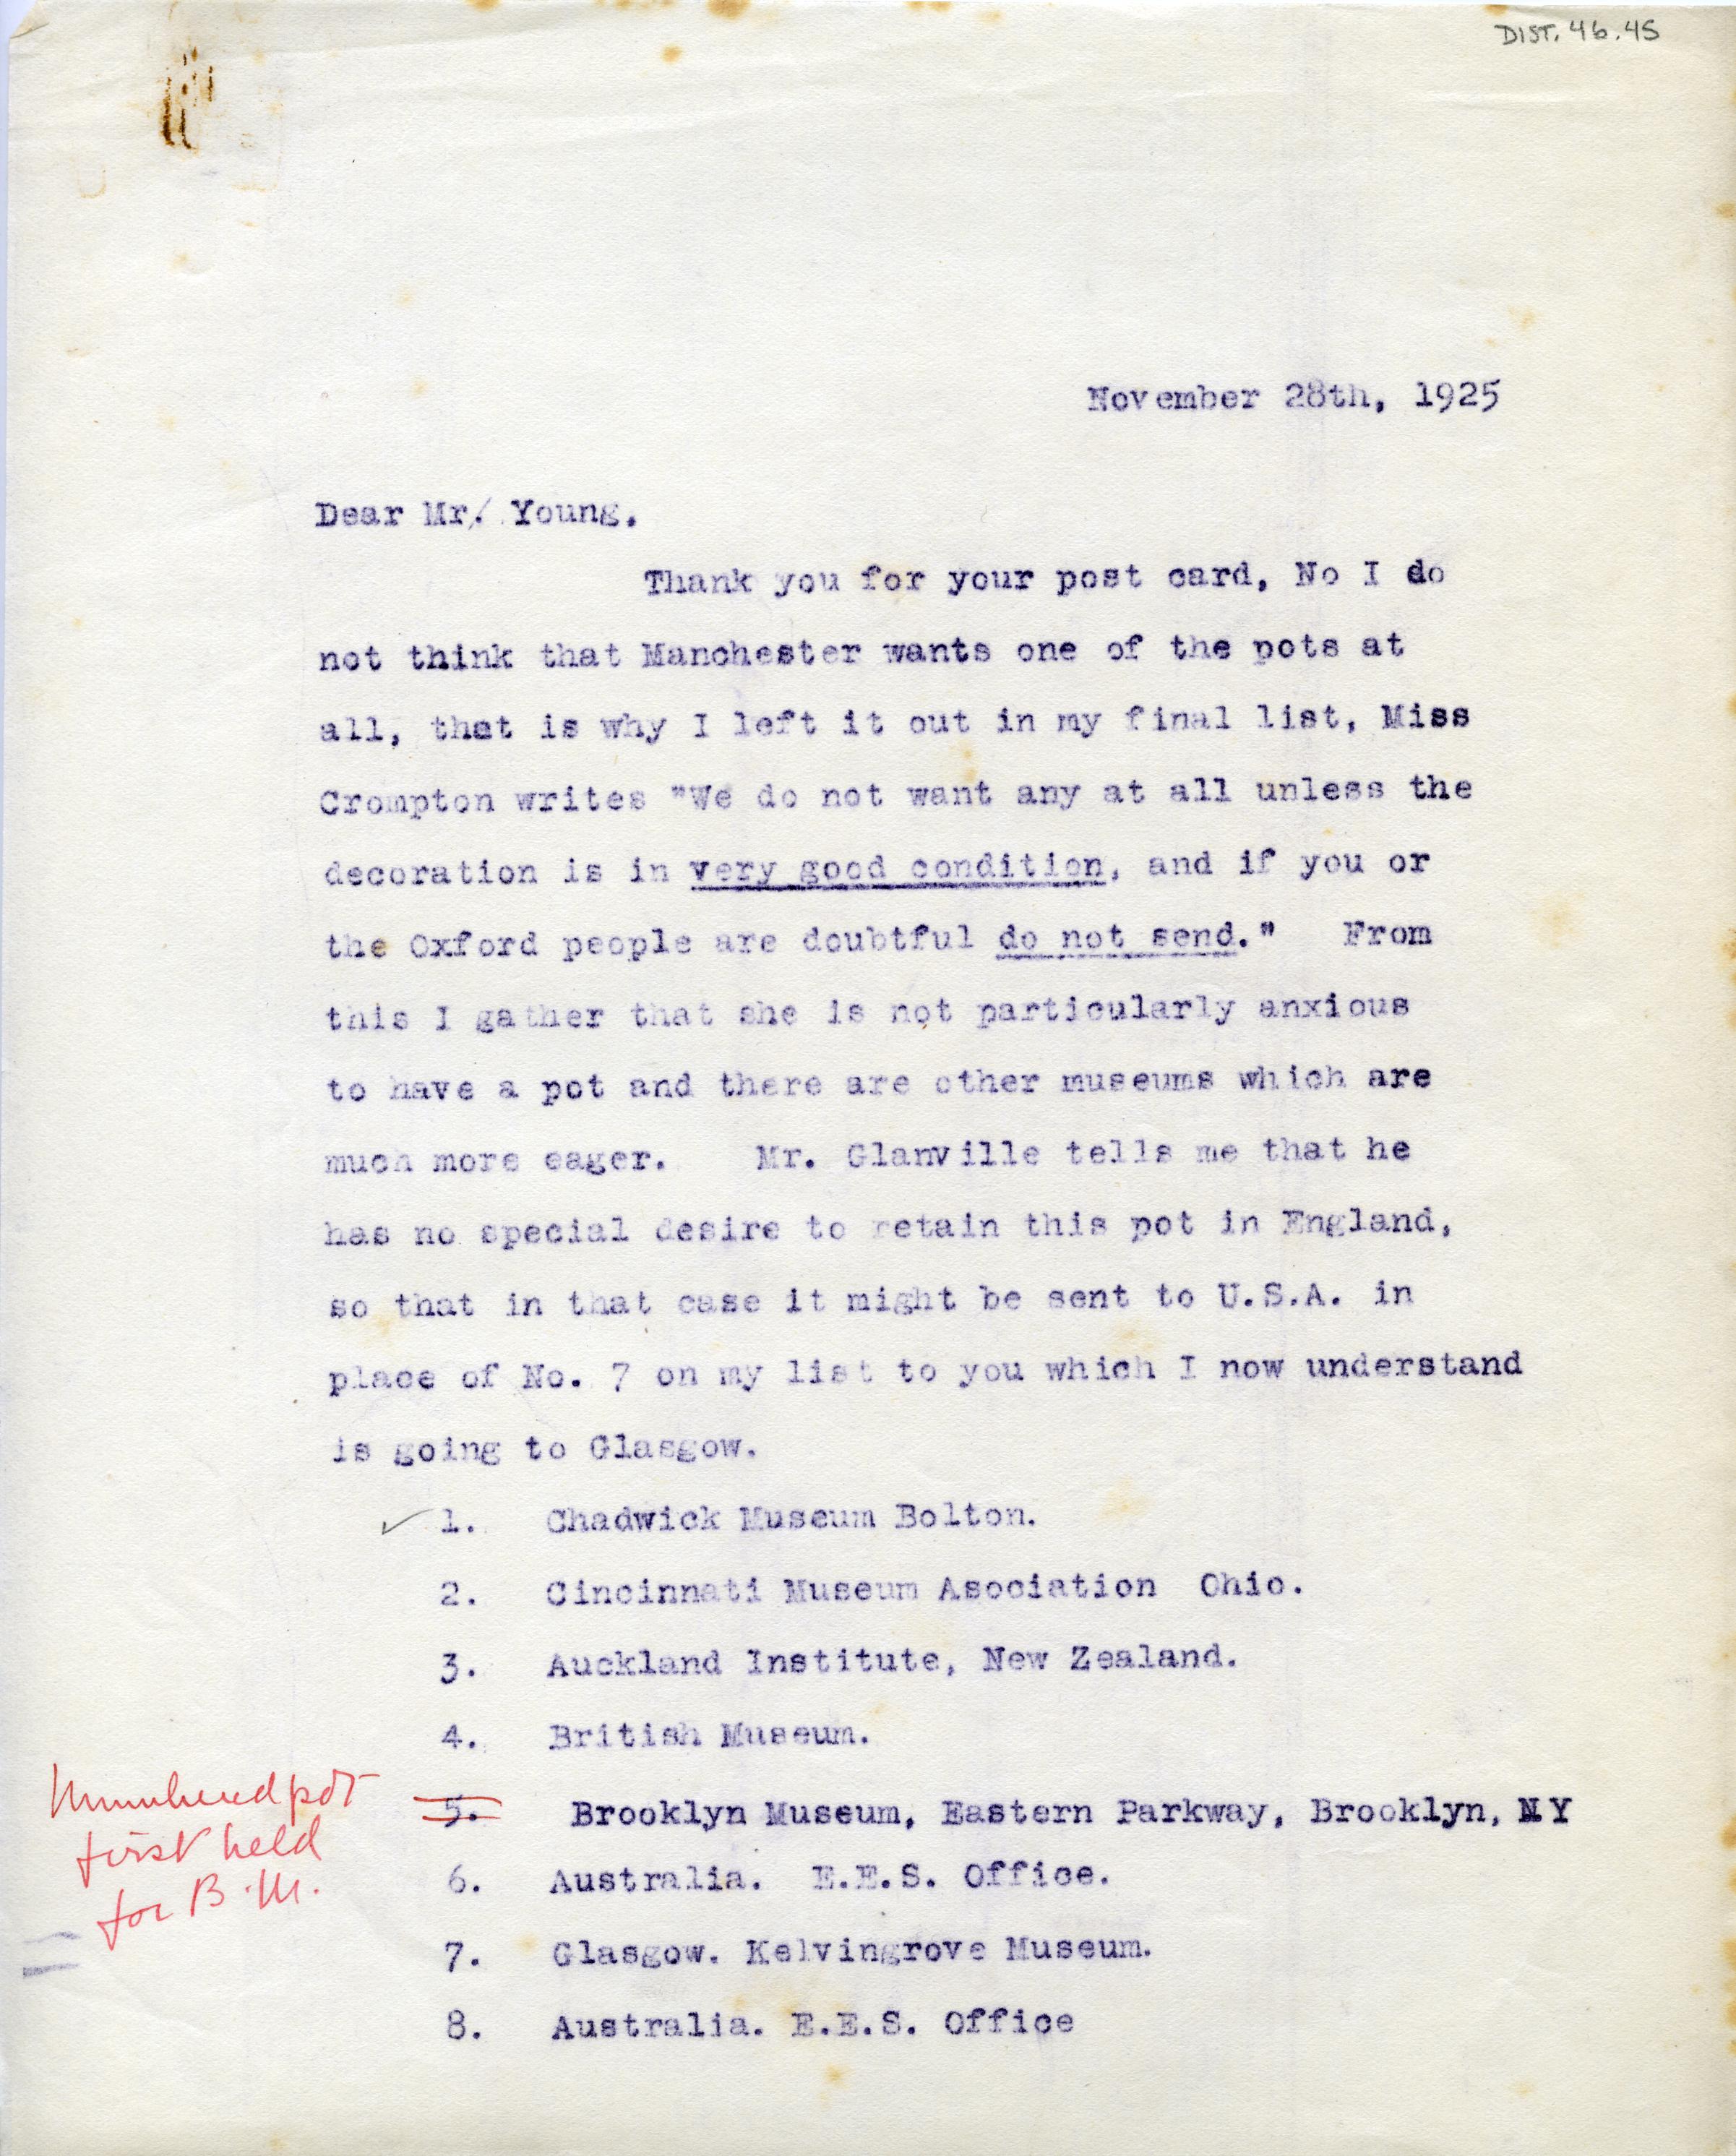 DIST. 46.45
November 28th, 1925
Dear Mr. Young.
Thank you for your post card, No I do
not think that Manchester wants one of the pots at
all, that is why I left it out in my final list, Miss
Crompton writes "We do not want any at all unless the
decoration is in very good condition, and if you or
the Oxford people are doubtful do not send."   From
this I gather that she is not particularly anxious
to have a pot and there are other museums which are
much more eager.   Mr. Glanville tells me that he
has no special desire to retain this pot in England,
so that in that case it might be sent to U.S.A. in
place of No. 7 on my list to you which I now understand
is going to Glasgow.
✓ 1.   Chadwick Museum Bolton.
2.   Cincinnati Museum Asociation  Ohio.
3.   Auckland Institute, New Zealand.
4.   British Museum.
5.   Brooklyn Museum, Eastern Parkway, Brooklyn, NY
6.   Australia.  E.E.S. Office.
7.   Glasgow. Kelvingrove Museum.
8.   Australia. E.E.S. Office
pot
first held
for B.M.